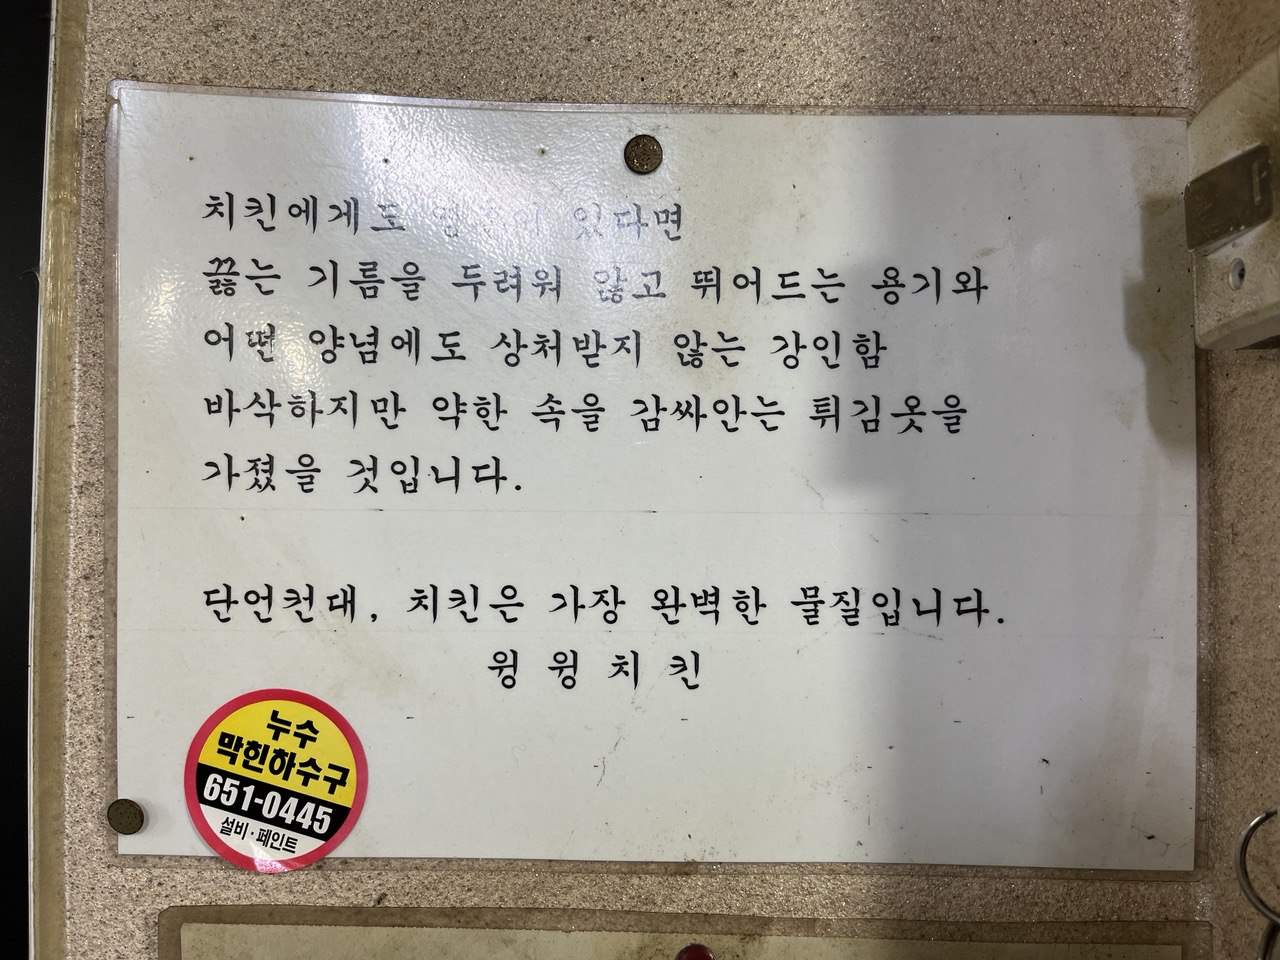 치킨에게도 영혼이 있다면
끓는 기름을 두려워 않고 뛰어드는 용기와
어떤 양념에도 상처받지 않는 강인함
바삭하지만 약한 속을 감싸안는 튀김옷을
가졌을 것입니다.
단언컨대, 치킨은 가장 완벽한 물질입니다.
윙윙치킨
누수
막힌하수구
651-0445
설비·페인트